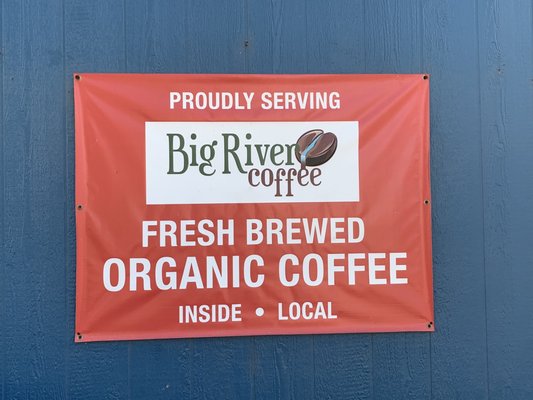 PROUDLY SERVING
Big River
coffee
FRESH BREWED
ORGANIC COFFEE
INSIDE • LOCAL